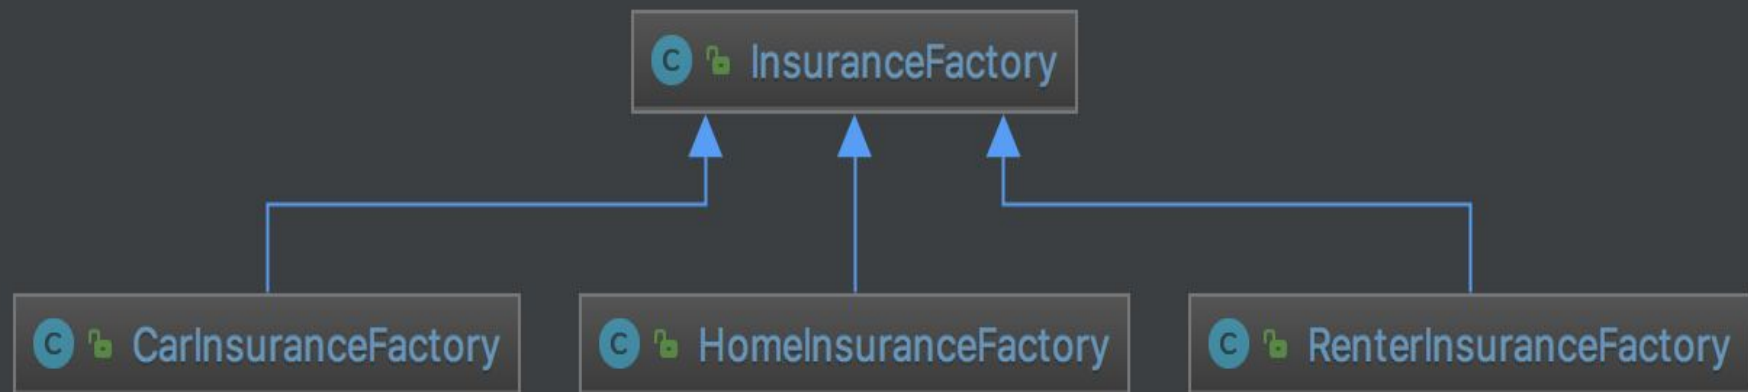 C InsuranceFactory
C CarInsuranceFactory
C HomeInsuranceFactory
C RenterInsuranceFactory